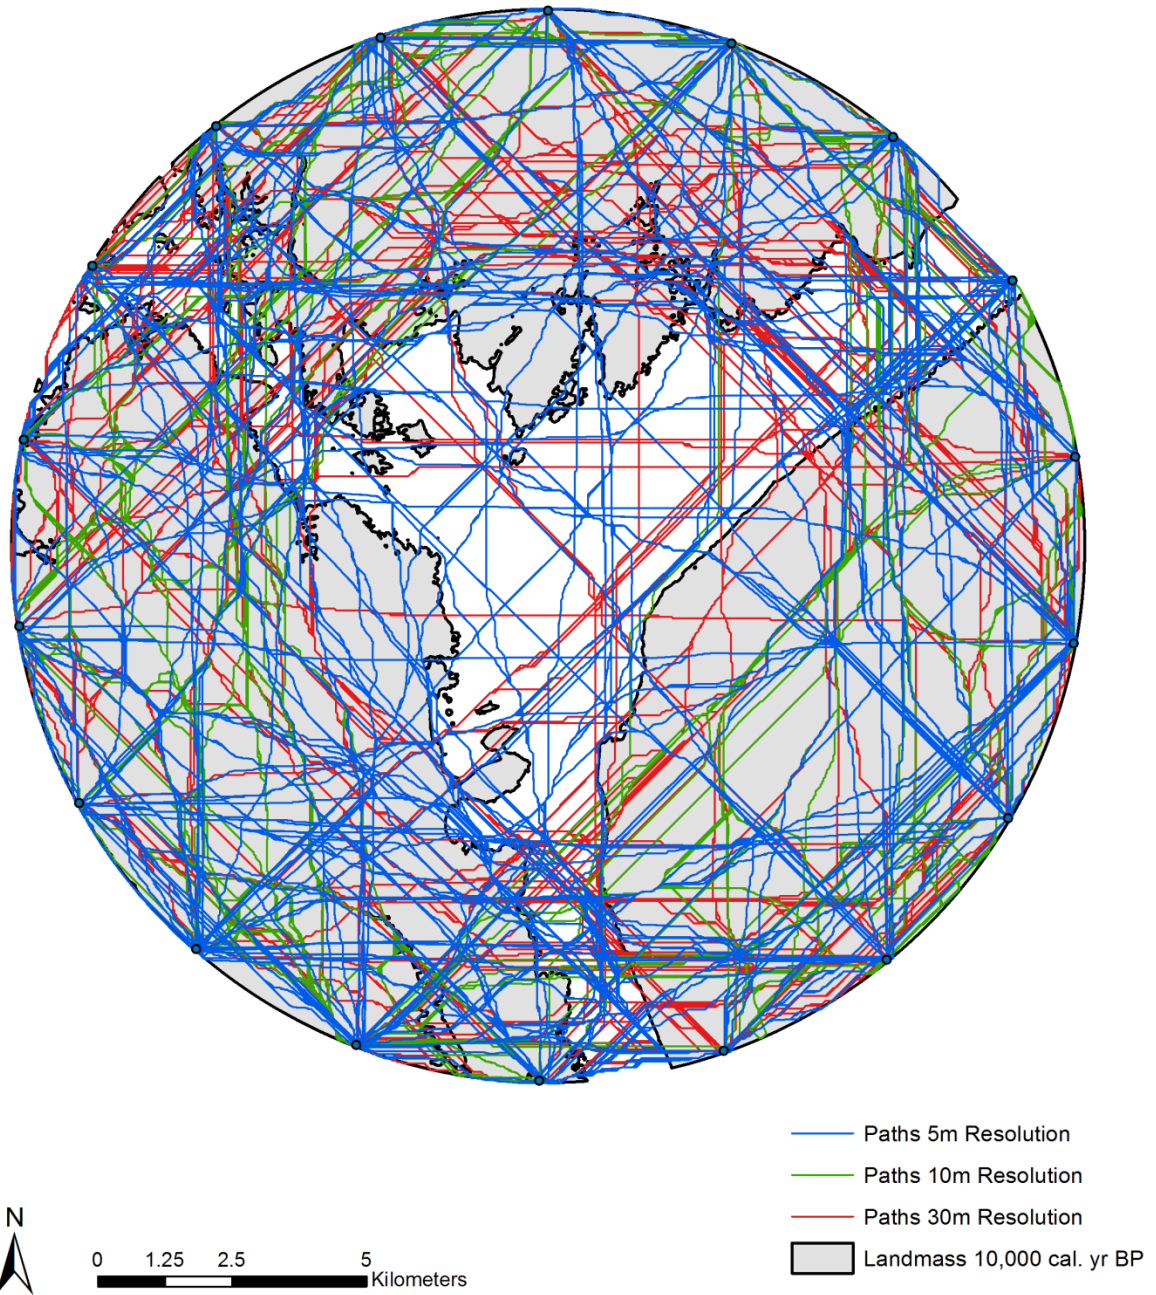 Paths 5m Resolution
Paths 10m Resolution
Paths 30m Resolution
Landmass 10,000 cal. yr BP
N
0 1.25 2.5 5
Kilometers